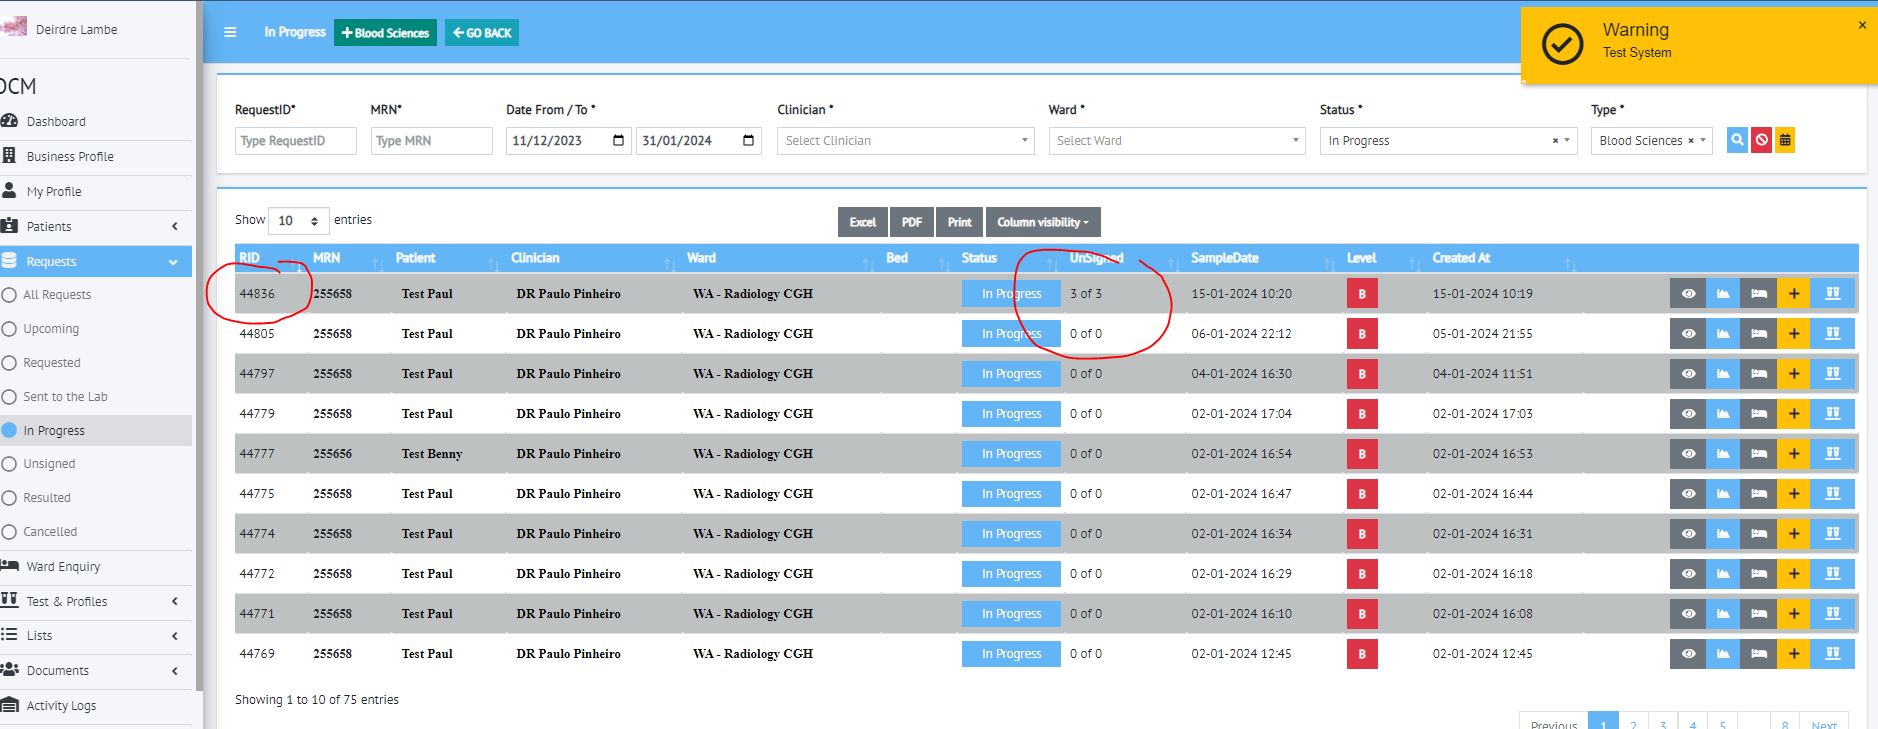 Deirdre Lambe
OCM
Dashboard
Business Profile
My Profile
Patients
Requests
All Requests
Upcoming
Requested
Sent to the Lab
In Progress
Unsigned
Resulted
Cancelled
Ward Enquiry
Test & Profiles
Lists
Documents
Activity Logs
In Progress Blood Sciences GO BACK
Warning
Test System
RequestID* MRN* Date From / To * Clinician * Ward * Status * Type *
Type RequestID Type MRN 11/12/2023 31/01/2024 Select Clinician Select Ward In Progress × Blood Sciences ×
Show 10 entries Excel PDF Print Column visibility
RID MRN Patient Clinician Ward Bed Status UnSigned SampleDate Level Created At
44836 255658 Test Paul DR Paulo Pinheiro WA - Radiology CGH In Progress 3 of 3 15-01-2024 10:20 B 15-01-2024 10:19
44805 255658 Test Paul DR Paulo Pinheiro WA - Radiology CGH In Progress 0 of 0 06-01-2024 22:12 B 05-01-2024 21:55
44797 255658 Test Paul DR Paulo Pinheiro WA - Radiology CGH In Progress 0 of 0 04-01-2024 16:30 B 04-01-2024 11:51
44779 255658 Test Paul DR Paulo Pinheiro WA - Radiology CGH In Progress 0 of 0 02-01-2024 17:04 B 02-01-2024 17:03
44777 255656 Test Benny DR Paulo Pinheiro WA - Radiology CGH In Progress 0 of 0 02-01-2024 16:54 B 02-01-2024 16:53
44775 255658 Test Paul DR Paulo Pinheiro WA - Radiology CGH In Progress 0 of 0 02-01-2024 16:47 B 02-01-2024 16:44
44774 255658 Test Paul DR Paulo Pinheiro WA - Radiology CGH In Progress 0 of 0 02-01-2024 16:34 B 02-01-2024 16:31
44772 255658 Test Paul DR Paulo Pinheiro WA - Radiology CGH In Progress 0 of 0 02-01-2024 16:29 B 02-01-2024 16:18
44771 255658 Test Paul DR Paulo Pinheiro WA - Radiology CGH In Progress 0 of 0 02-01-2024 16:10 B 02-01-2024 16:08
44769 255658 Test Paul DR Paulo Pinheiro WA - Radiology CGH In Progress 0 of 0 02-01-2024 12:45 B 02-01-2024 12:45
Showing 1 to 10 of 75 entries
Previous 1 2 3 4 5 8 Next